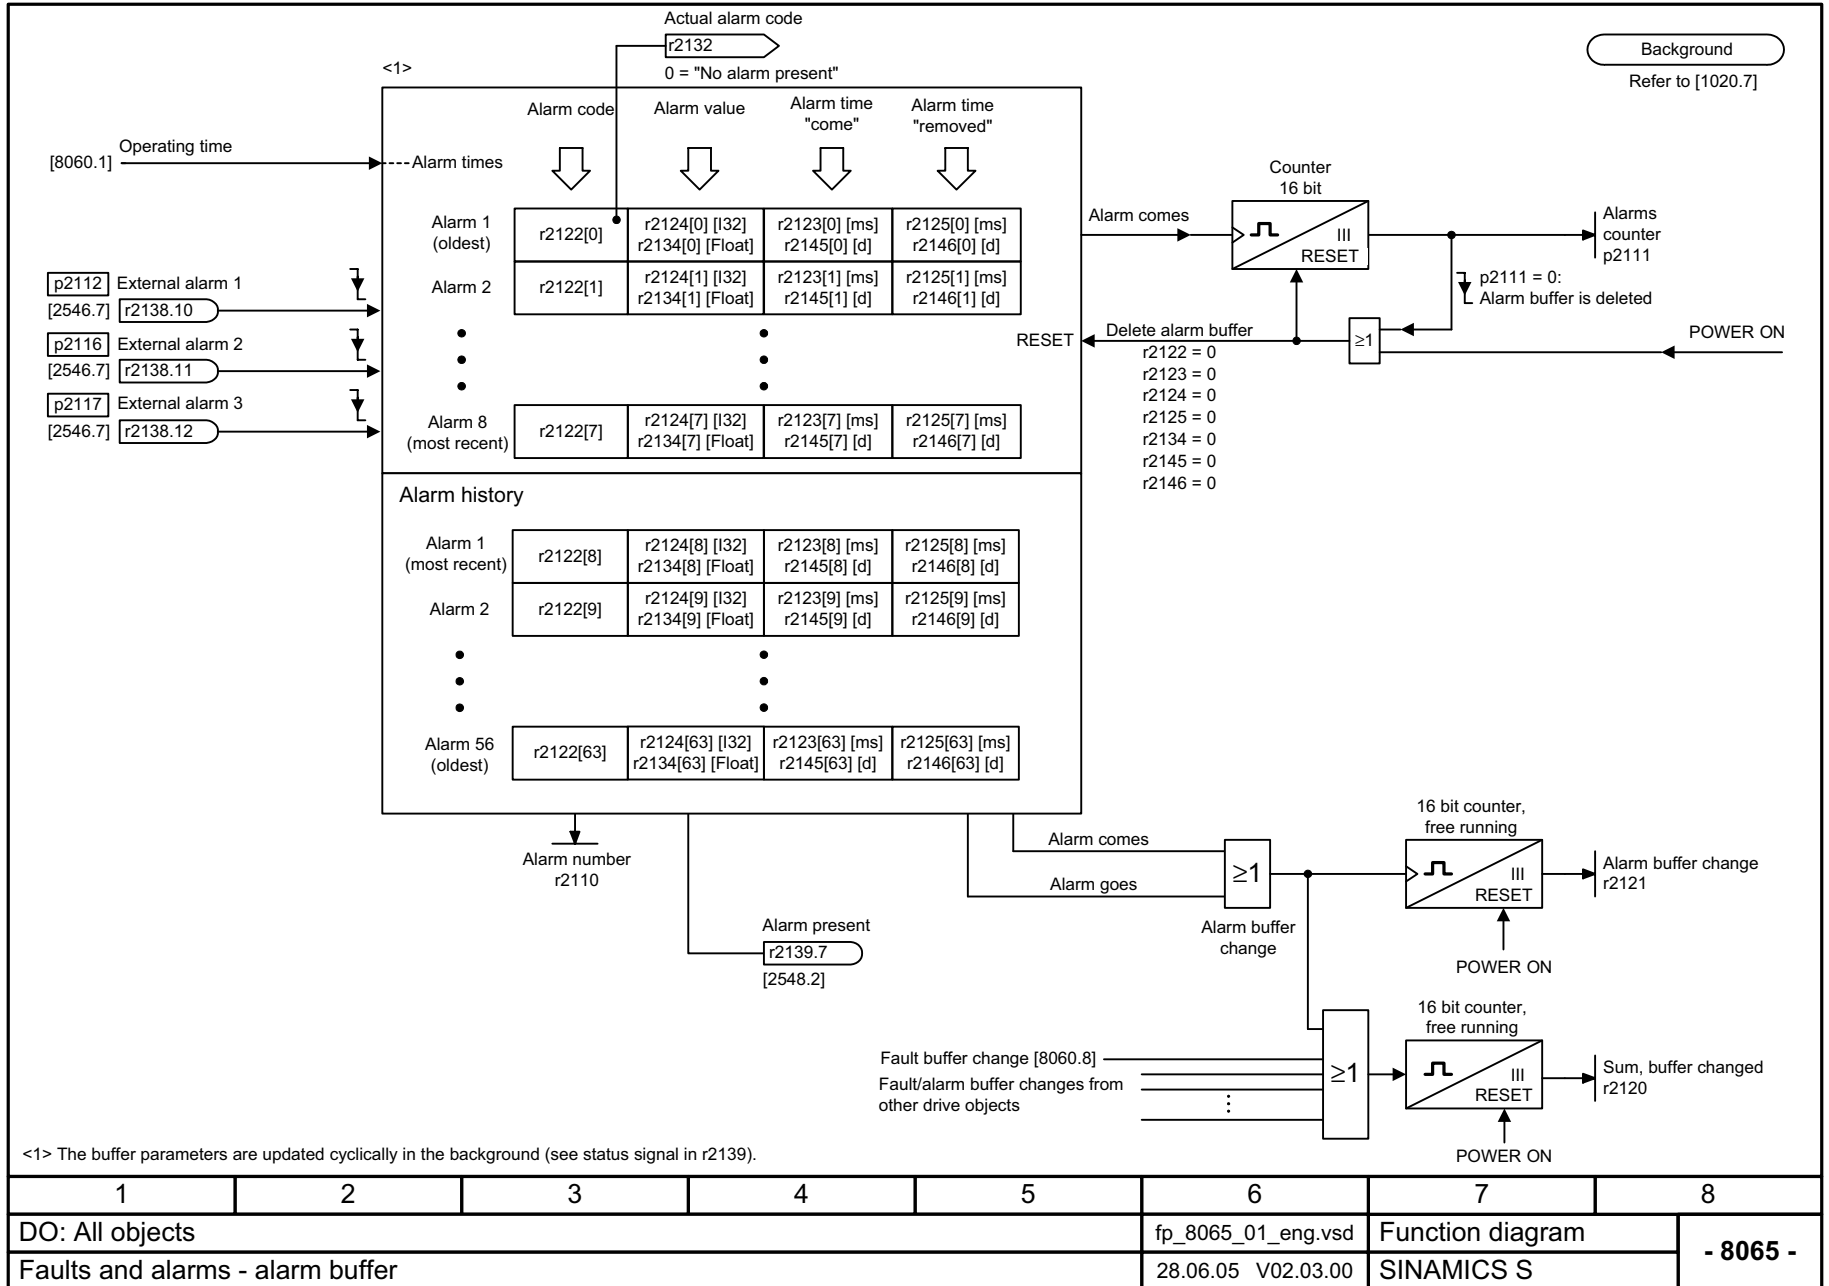 Actual alarm code
r2132
0 = "No alarm present"
<1>
Background
Refer to [1020.7]
Alarm code
Alarm value
Alarm time
"come"
Alarm time
"removed"
Operating time
[8060.1]
Alarm times
Alarm 1
(oldest)
r2122[0]
r2124[0] [I32]
r2134[0] [Float]
r2123[0] [ms]
r2145[0] [d]
r2125[0] [ms]
r2146[0] [d]
Alarm 2
r2122[1]
r2124[1] [I32]
r2134[1] [Float]
r2123[1] [ms]
r2145[1] [d]
r2125[1] [ms]
r2146[1] [d]
p2112 External alarm 1
[2546.7] r2138.10
p2116 External alarm 2
[2546.7] r2138.11
p2117 External alarm 3
[2546.7] r2138.12
RESET
Alarm 8
(most recent)
r2122[7]
r2124[7] [I32]
r2134[7] [Float]
r2123[7] [ms]
r2145[7] [d]
r2125[7] [ms]
r2146[7] [d]
Alarm comes
Counter
16 bit
III
RESET
Alarms
counter
p2111
p2111 = 0:
Alarm buffer is deleted
≥1
POWER ON
Delete alarm buffer
r2122 = 0
r2123 = 0
r2124 = 0
r2125 = 0
r2134 = 0
r2145 = 0
r2146 = 0
Alarm history
Alarm 1
(most recent)
r2122[8]
r2124[8] [I32]
r2134[8] [Float]
r2123[8] [ms]
r2145[8] [d]
r2125[8] [ms]
r2146[8] [d]
Alarm 2
r2122[9]
r2124[9] [I32]
r2134[9] [Float]
r2123[9] [ms]
r2145[9] [d]
r2125[9] [ms]
r2146[9] [d]
Alarm 56
(oldest)
r2122[63]
r2124[63] [I32]
r2134[63] [Float]
r2123[63] [ms]
r2145[63] [d]
r2125[63] [ms]
r2146[63] [d]
Alarm number
r2110
Alarm present
r2139.7
[2548.2]
Alarm comes
Alarm goes
≥1
Alarm buffer
change
16 bit counter,
free running
III
RESET
POWER ON
Alarm buffer change
r2121
Fault buffer change [8060.8]
Fault/alarm buffer changes from
other drive objects
≥1
16 bit counter,
free running
III
RESET
POWER ON
Sum, buffer changed
r2120
<1> The buffer parameters are updated cyclically in the background (see status signal in r2139).
1 2 3 4 5 6 7 8
DO: All objects
fp_8065_01_eng.vsd
Function diagram
- 8065 -
Faults and alarms - alarm buffer
28.06.05 V02.03.00
SINAMICS S